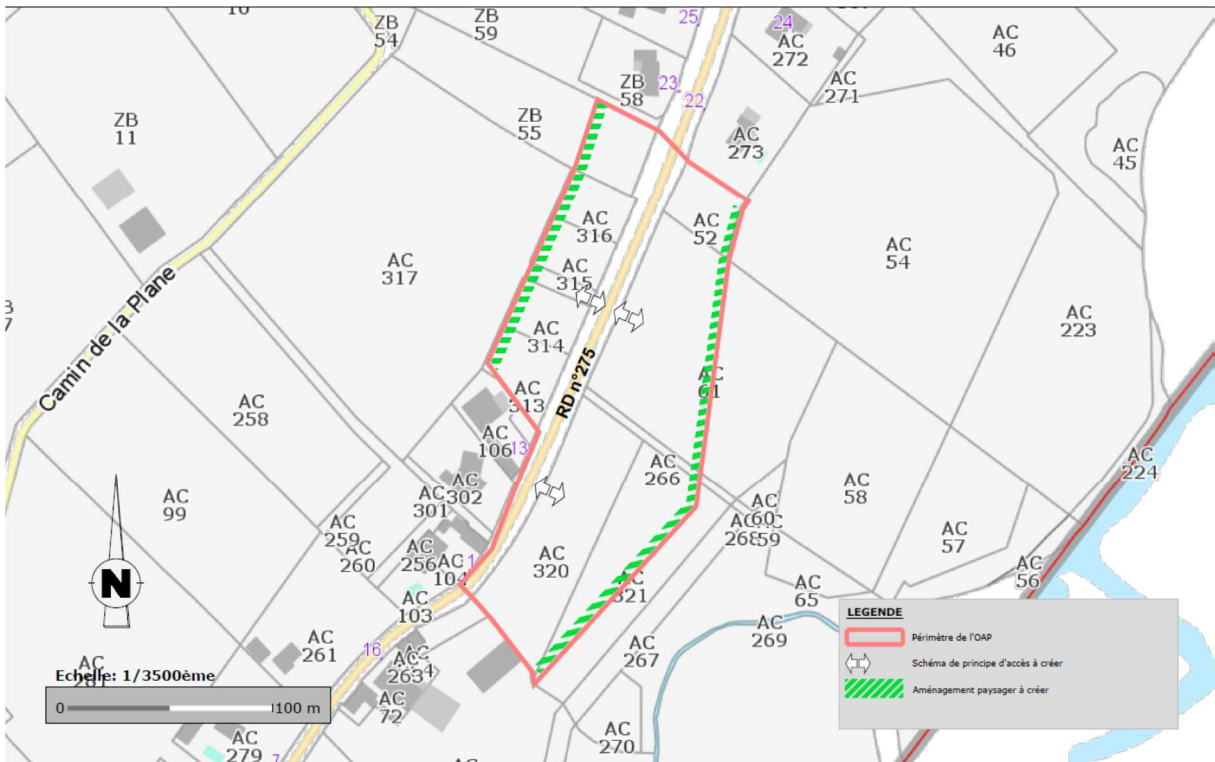 ZB
54
ZB
59
25
24
AC
272
AC
46
AC
271
ZB
11
ZB
55
ZB
58
23
22
AC
273
AC
45
AC
316
AC
52
AC
54
AC
317
AC
315
AC
223
Camin de la Plane
AC
314
RD n°275
AC
313
AC
61
AC
258
AC
106
13
AC
224
AC
99
AC
302
AC
301
AC
266
AC
58
AC
60
AC
268
59
AC
259
AC
260
AC
256
AC
104
1
AC
320
AC
57
AC
56
AC
321
AC
65
AC
103
AC
269
16
AC
261
AC
263
AC
267
AC
72
AC
281
AC
279
7
AC
270
AC
N
Echelle: 1/3500ème
0
100 m
LEGENDE
Périmètre de l'OAP
Schéma de principe d'accès à créer
Aménagement paysager à créer